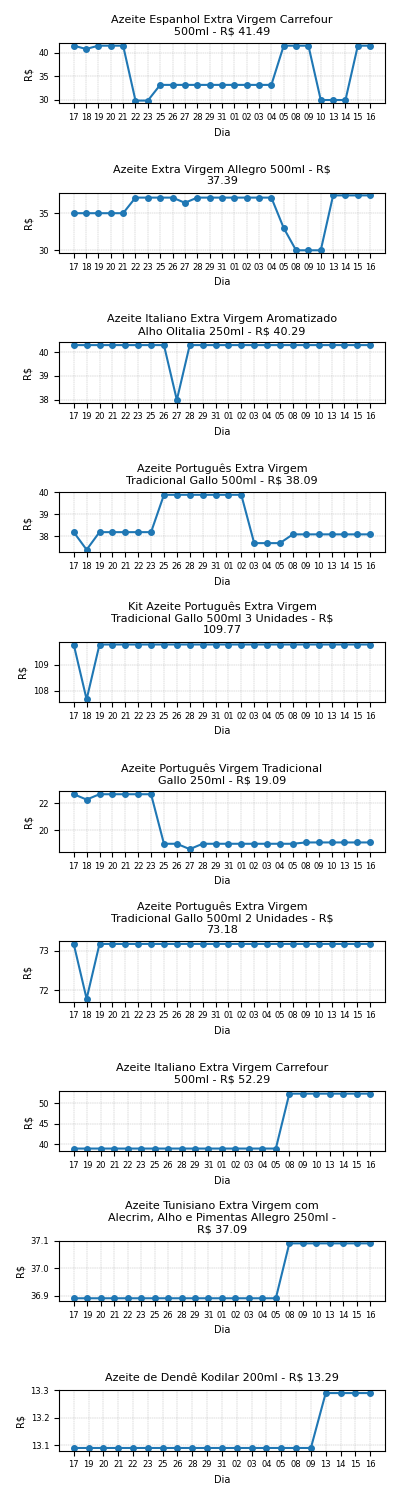 Azeite Espanhol Extra Virgem Carrefour
500ml - R$ 41.49
40
35
30
R$
17 18 19 20 21 22 23 25 26 27 28 29 31 01 02 03 04 05 08 09 10 13 14 15 16
Dia
Azeite Extra Virgem Allegro 500ml - R$
37.39
35
30
R$
17 18 19 20 21 22 23 25 26 27 28 29 31 01 02 03 04 05 08 09 10 13 14 15 16
Dia
Azeite Italiano Extra Virgem Aromatizado
Alho Olitalia 250ml - R$ 40.29
40
39
38
R$
17 18 19 20 21 22 23 25 26 27 28 29 31 01 02 03 04 05 08 09 10 13 14 15 16
Dia
Azeite Português Extra Virgem
Tradicional Gallo 500ml - R$ 38.09
40
39
38
R$
17 18 19 20 21 22 23 25 26 27 28 29 31 01 02 03 04 05 08 09 10 13 14 15 16
Dia
Kit Azeite Português Extra Virgem
Tradicional Gallo 500ml 3 Unidades - R$
109.77
109
108
R$
17 18 19 20 21 22 23 25 26 27 28 29 31 01 02 03 04 05 08 09 10 13 14 15 16
Dia
Azeite Português Virgem Tradicional
Gallo 250ml - R$ 19.09
22
20
R$
17 18 19 20 21 22 23 25 26 27 28 29 31 01 02 03 04 05 08 09 10 13 14 15 16
Dia
Azeite Português Extra Virgem
Tradicional Gallo 500ml 2 Unidades - R$
73.18
73
72
R$
17 18 19 20 21 22 23 25 26 27 28 29 31 01 02 03 04 05 08 09 10 13 14 15 16
Dia
Azeite Italiano Extra Virgem Carrefour
500ml - R$ 52.29
50
45
40
R$
17 19 20 21 22 23 25 26 27 28 29 31 01 02 03 04 05 08 09 10 13 14 15 16
Dia
Azeite Tunisiano Extra Virgem com
Alecrim, Alho e Pimentas Allegro 250ml -
R$ 37.09
37.1
37.0
36.9
R$
17 19 20 21 22 23 25 26 27 28 29 31 01 02 03 04 05 08 09 10 13 14 15 16
Dia
Azeite de Dendê Kodilar 200ml - R$ 13.29
13.3
13.2
13.1
R$
17 19 20 21 22 23 25 26 27 28 29 31 02 03 04 05 08 09 13 14 15 16
Dia